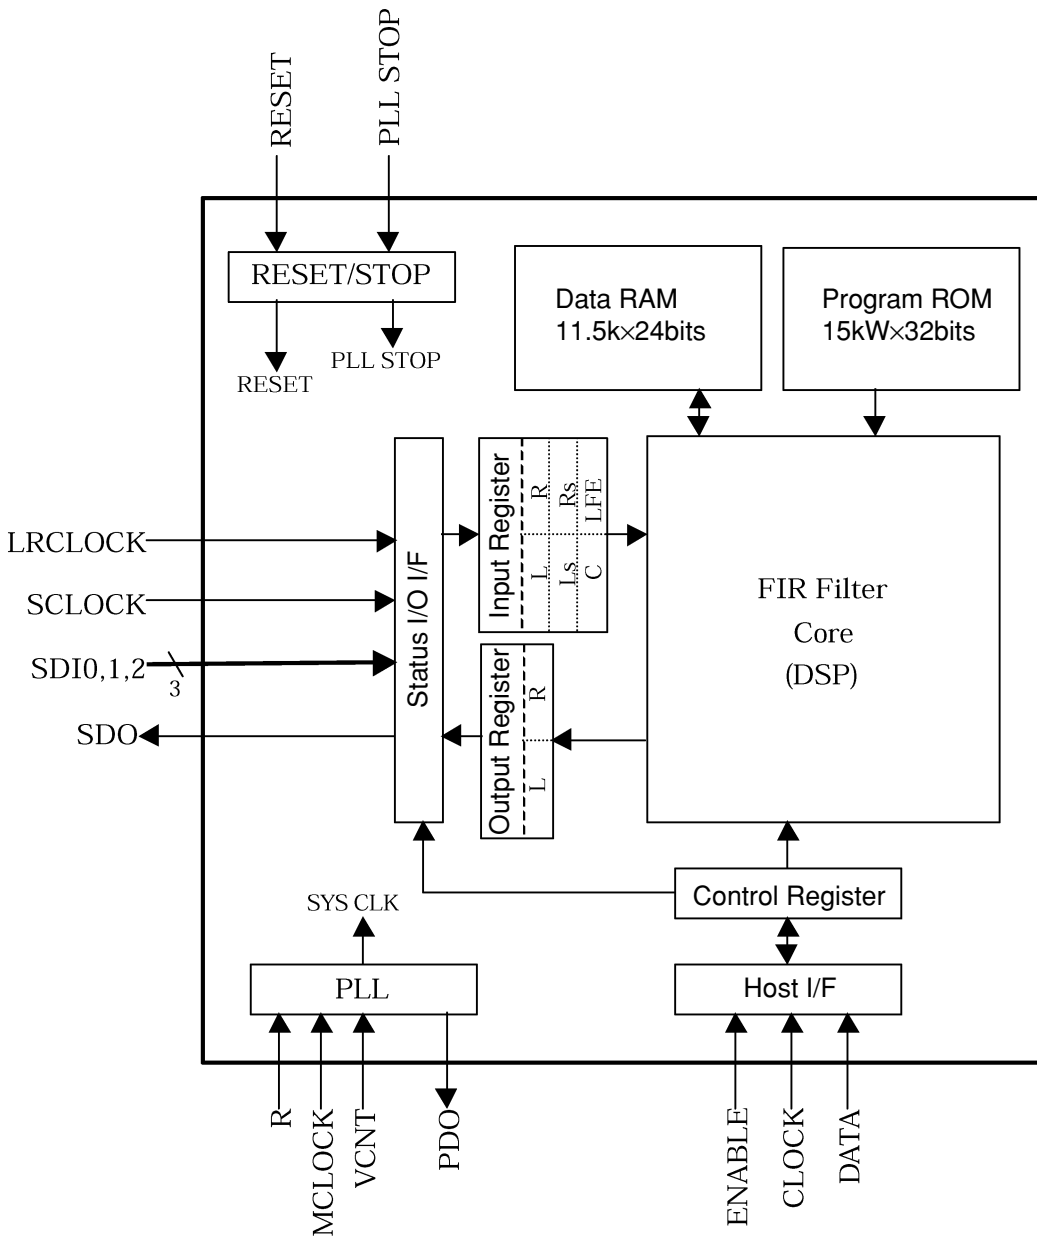 RESET
PLL STOP
RESET/STOP
PLL STOP
RESET
Data RAM
11.5k×24bits
Program ROM
15kW×32bits
LRCLOCK
SCLOCK
SDI0,1,2
3
SDO
Status I/O I/F
Input Register
L
R
Ls
Rs
C
LFE
Output Register
L
R
FIR Filter
Core
(DSP)
Control Register
SYS CLK
PLL
Host I/F
R
MCLOCK
VCNT
PDO
ENABLE
CLOCK
DATA